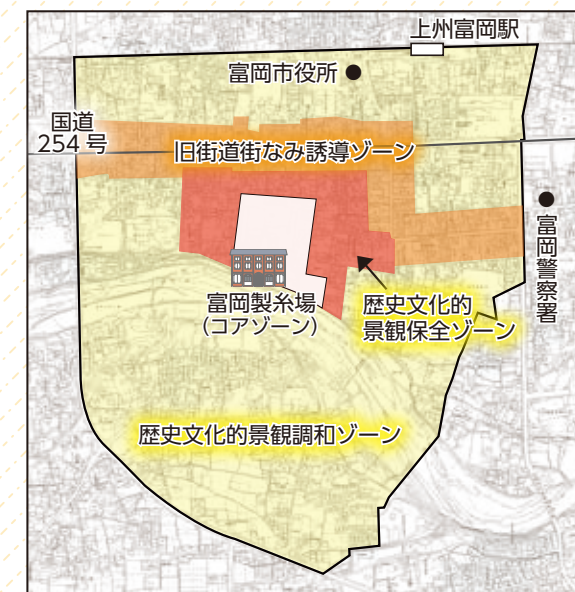 上州富岡駅
富岡市役所
国道
254 号
旧街道街なみ誘導ゾーン
富岡警察署
富岡製糸場
（コアゾーン）
歴史文化的
景観保全ゾーン
歴史文化的景観調和ゾーン